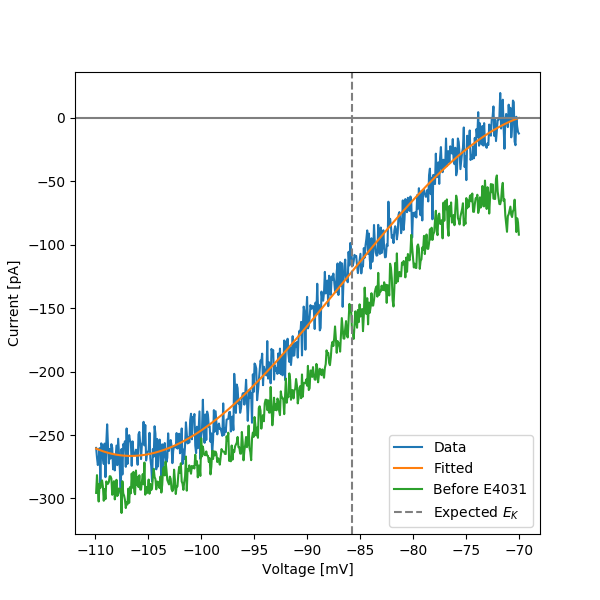 0
−50
−100
−150
−200
−250
−300
Current [pA]
−110 −105 −100 −95 −90 −85 −80 −75 −70
Voltage [mV]
Data
Fitted
Before E4031
Expected E_K